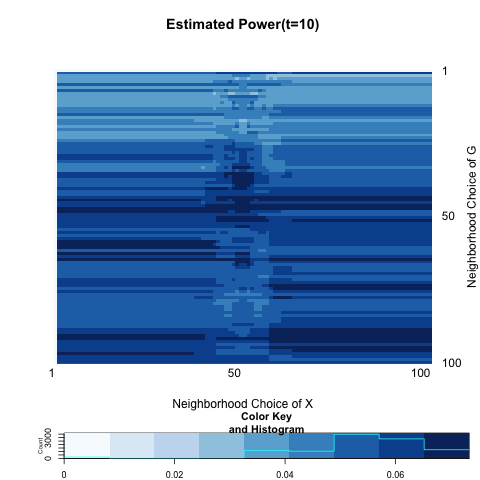 Estimated Power(t=10)
1
50
100
Neighborhood Choice of G
1 50 100
Neighborhood Choice of X
Color Key
and Histogram
Count
0 3000
0 0.02 0.04 0.06